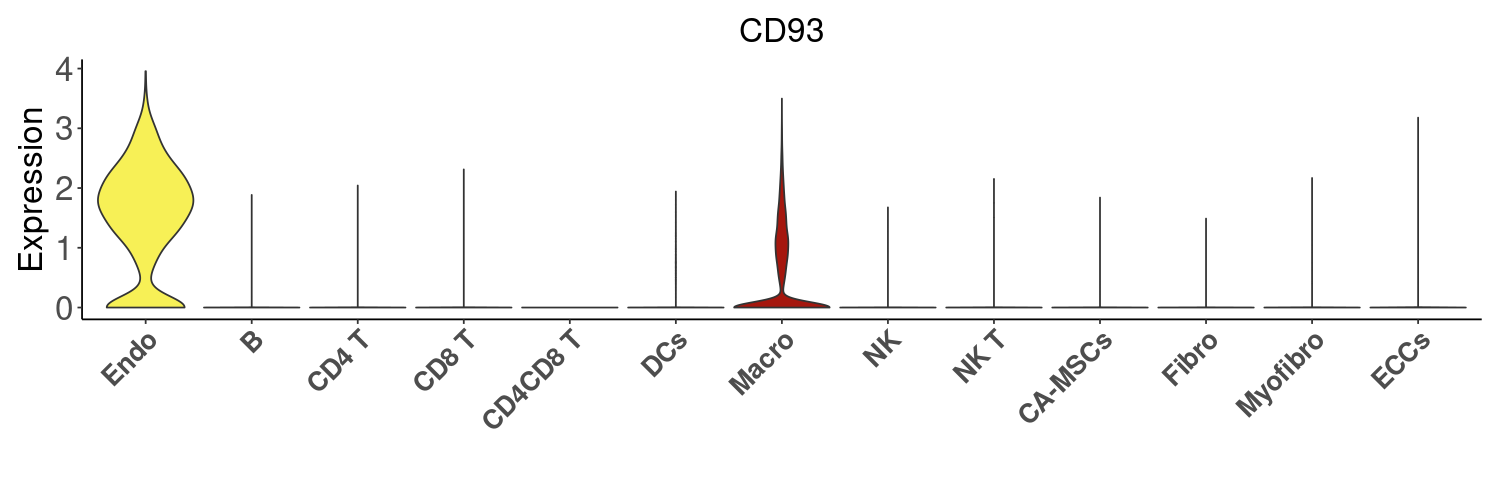 CD93
Expression
4
3
2
1
0
Endo
B
CD4 T
CD8 T
CD4CD8 T
DCs
Macro
NK
NK T
CA-MSCs
Fibro
Myofibro
ECCs